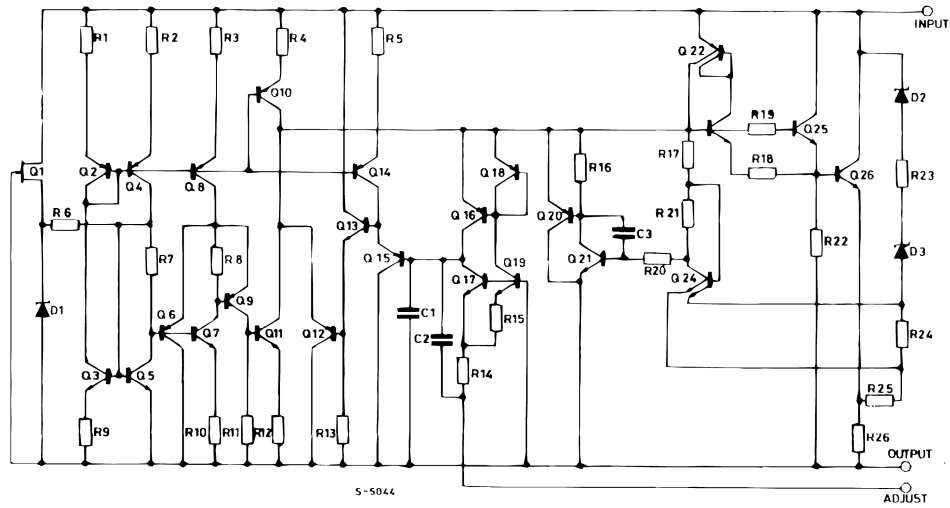 INPUT
R1 R2 R3 R4 R5
Q22
Q10
D2
R19 Q25
R17 R18
Q1 Q2 Q4 Q8 Q14 Q18 R16 Q26 R23
R6 Q13 Q16 Q20 R21 R22
R7 R8 Q15 C3 D3
Q19 Q21 R20 Q24
D1 Q6 Q9 Q17
Q7 Q11 Q12 C1 R15 R24
C2
Q3 Q5 R14
R25
R9 R10 R11 R12 R13 R26
OUTPUT
S-5044
ADJUST